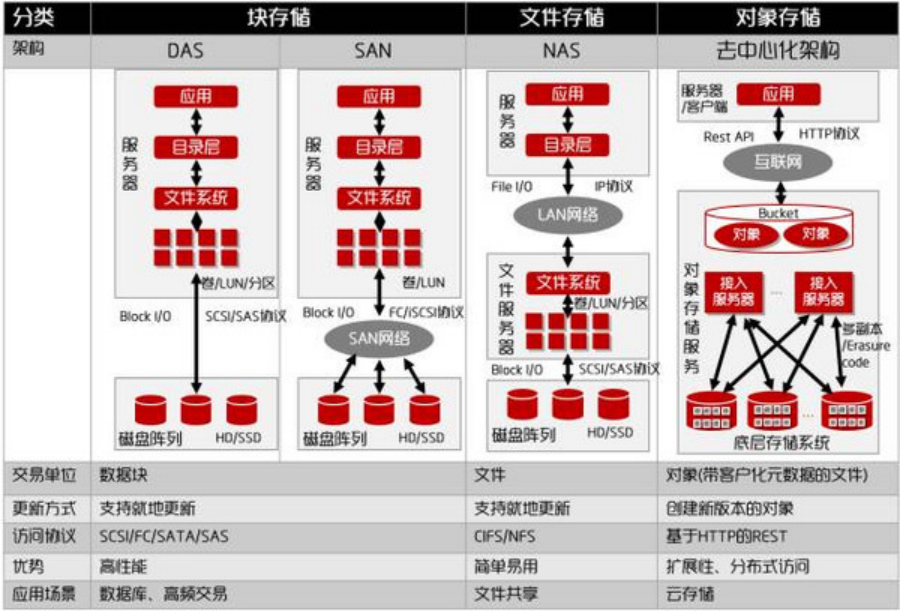 分类 块存储 文件存储 对象存储
架构 DAS SAN NAS 去中心化架构
服务器
应用
目录层
文件系统
卷/LUN/分区
Block I/O SCSI/SAS协议
磁盘阵列 HD/SSD
服务器
应用
目录层
文件系统
卷/LUN
Block I/O FC/iSCSI协议
SAN网络
磁盘阵列 HD/SSD
服务器
应用
目录层
File I/O IP协议
LAN网络
文件服务器
文件系统
卷/LUN/分区
Block I/O SCSI/SAS协议
磁盘阵列 HD/SSD
服务器
/客户端
应用
Rest API HTTP协议
互联网
对象存储服务
Bucket
对象 对象
接入
服务器
...
接入
服务器
多副本
/Erasure
code
...
底层存储系统
交易单位 数据块 文件 对象(带客户化元数据的文件)
更新方式 支持就地更新 支持就地更新 创建新版本的对象
访问协议 SCSI/FC/SATA/SAS CIFS/NFS 基于HTTP的REST
优势 高性能 简单易用 扩展性、分布式访问
应用场景 数据库、高频交易 文件共享 云存储